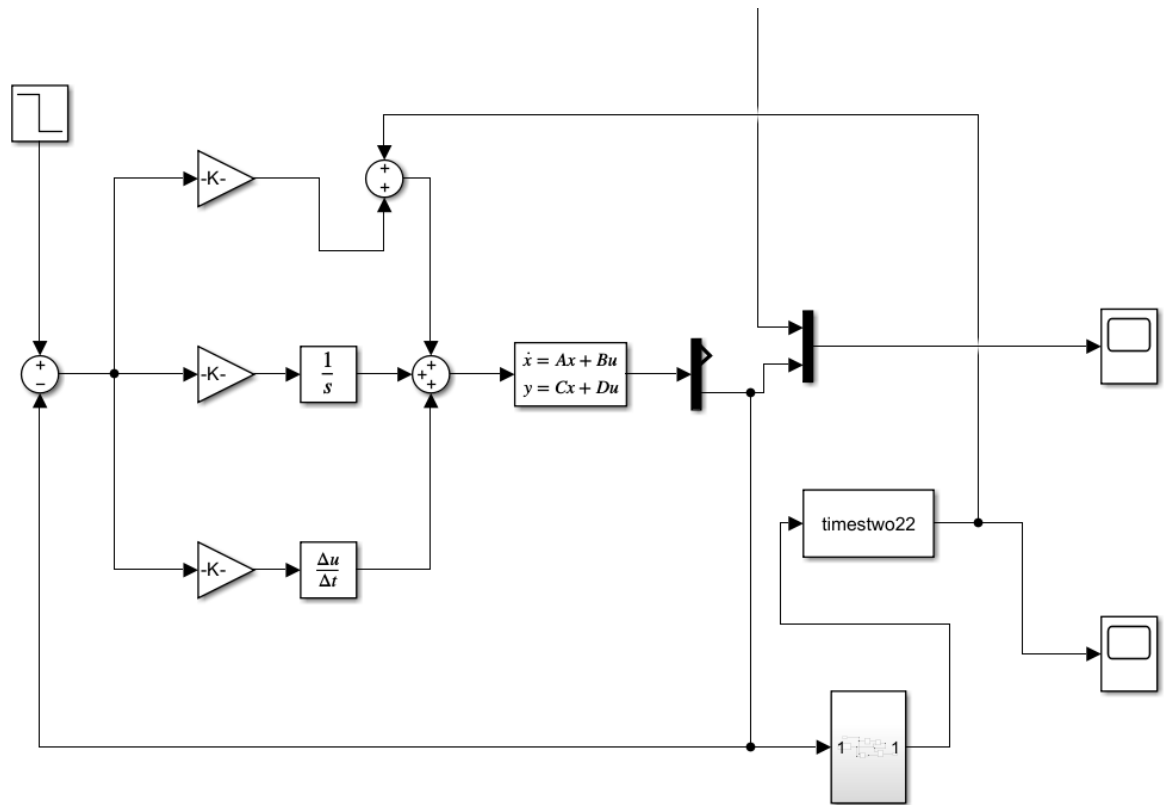 +
+
-K-
+
−
-K-
1
s
+
+
+
ẋ = Ax + Bu
y = Cx + Du
timestwo22
-K-
Δu
Δt
1
1